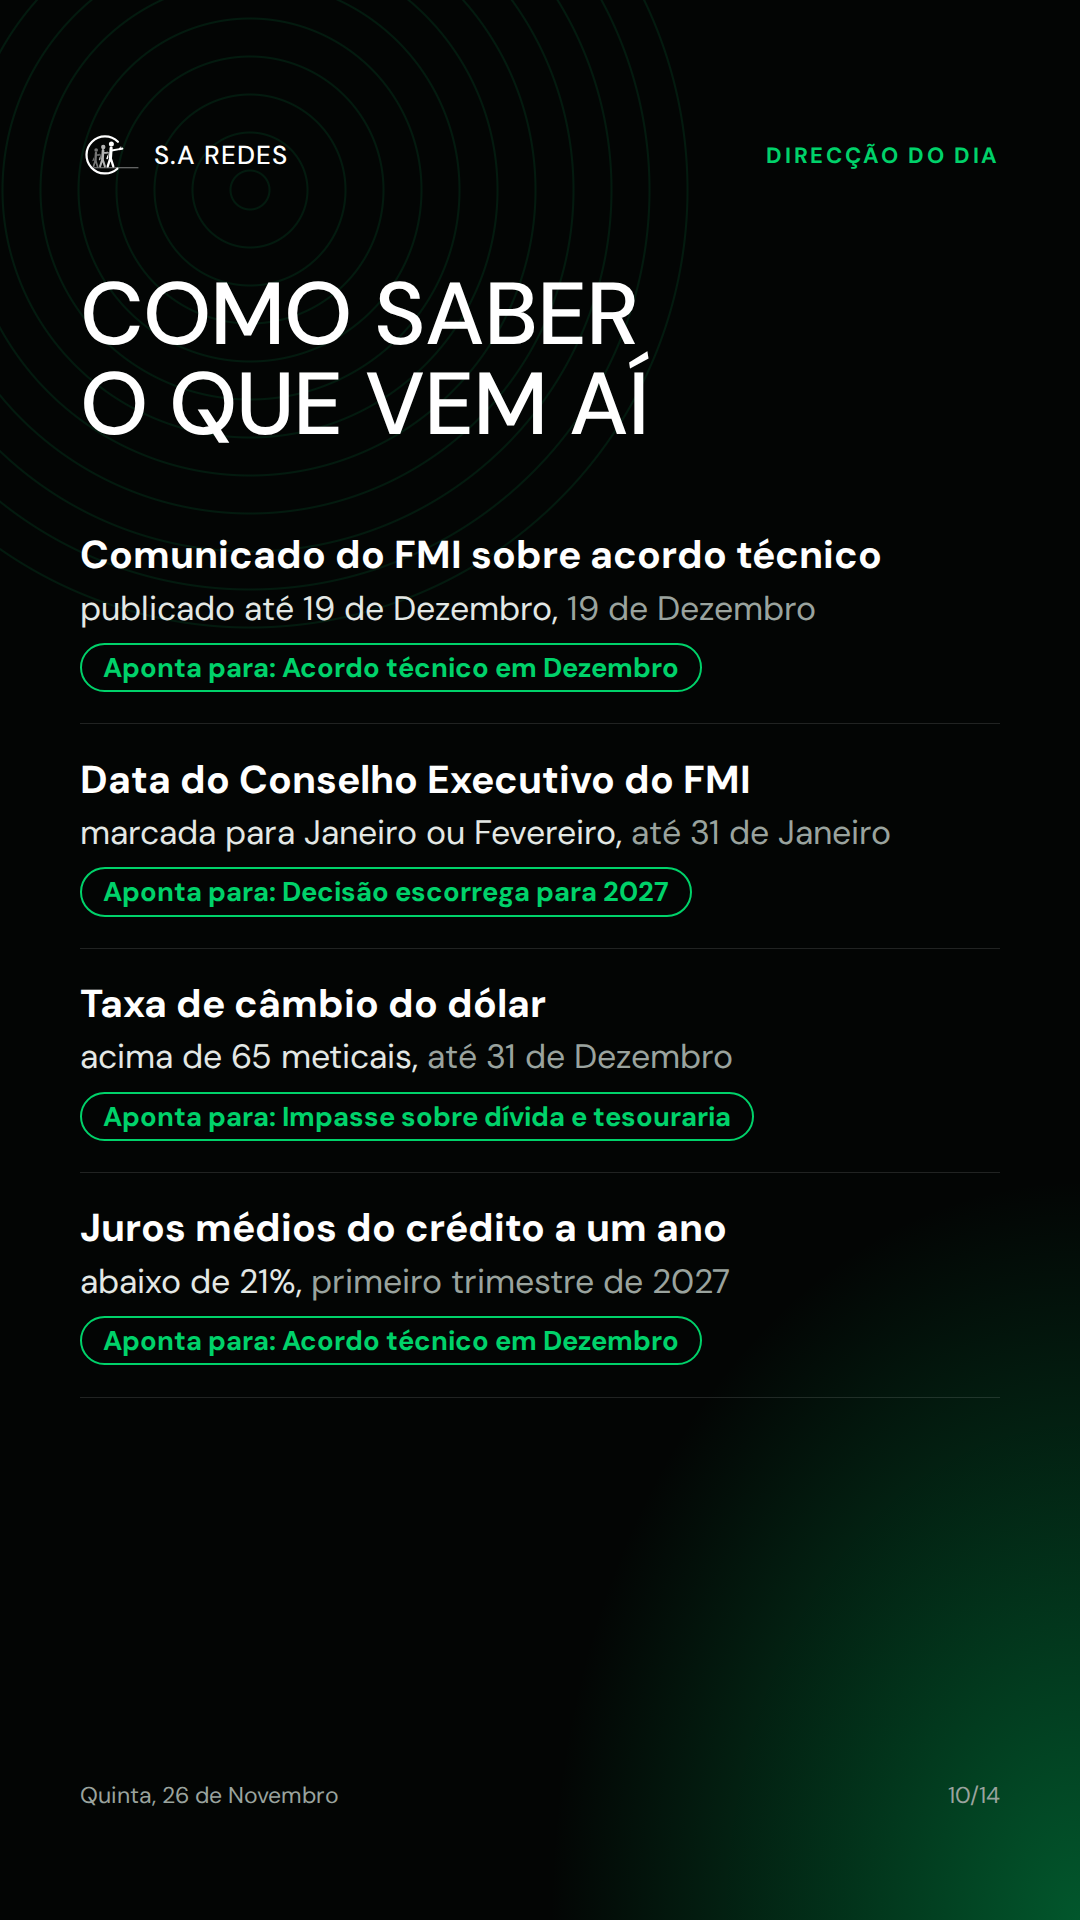 S.A REDES
DIRECÇÃO DO DIA
COMO SABER
O QUE VEM AÍ
Comunicado do FMI sobre acordo técnico
publicado até 19 de Dezembro, 19 de Dezembro
Aponta para: Acordo técnico em Dezembro
Data do Conselho Executivo do FMI
marcada para Janeiro ou Fevereiro, até 31 de Janeiro
Aponta para: Decisão escorrega para 2027
Taxa de câmbio do dólar
acima de 65 meticais, até 31 de Dezembro
Aponta para: Impasse sobre dívida e tesouraria
Juros médios do crédito a um ano
abaixo de 21%, primeiro trimestre de 2027
Aponta para: Acordo técnico em Dezembro
Quinta, 26 de Novembro
10/14